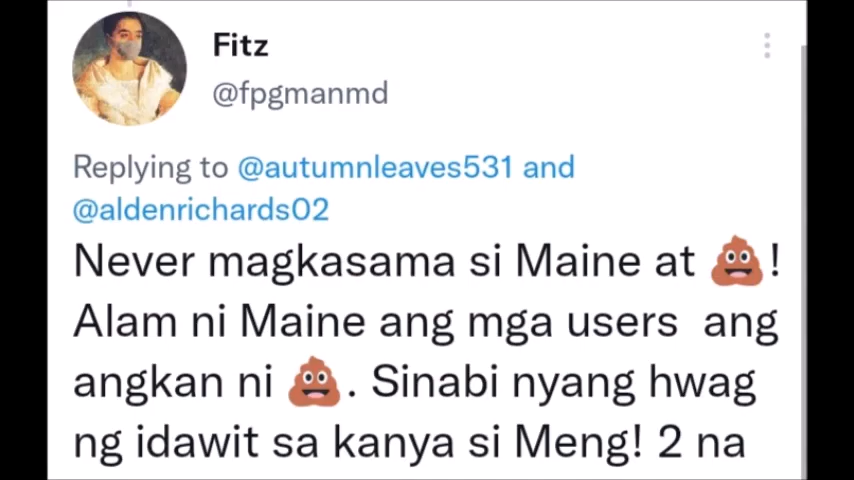 Fitz
@fpgmanmd
Replying to @autumnleaves531 and
@aldenrichards02
Never magkasama si Maine at 💩!
Alam ni Maine ang mga users  ang
angkan ni 💩. Sinabi nyang hwag
ng idawit sa kanya si Meng! 2 na